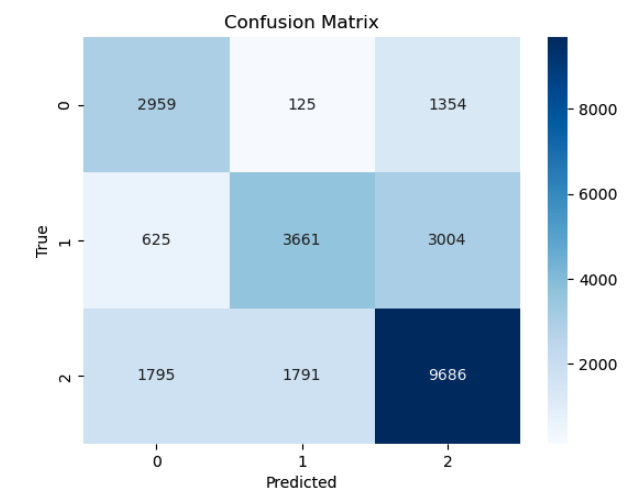 Confusion Matrix
0
2959 125 1354
8000
6000
True
1
625 3661 3004
4000
2
1795 1791 9686
2000
0 1 2
Predicted